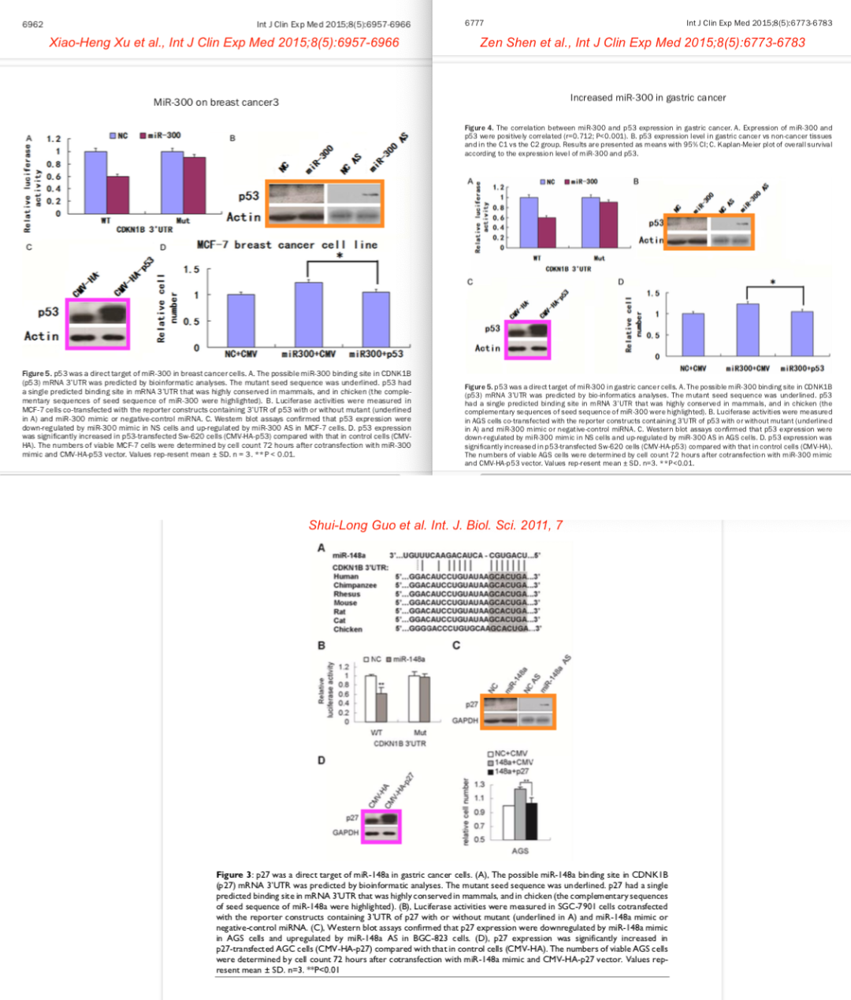 6962
Int J Clin Exp Med 2015;8(5):6957-6966
Xiao-Heng Xu et al., Int J Clin Exp Med 2015;8(5):6957-6966
MiR-300 on breast cancer3
A
1.2
1
0.8
0.6
0.4
0.2
0
Relative luciferase activity
NC miR-300
WT Mut
CDKN1B 3'UTR
B
NC miR-300 NC AS miR-300 AS
p53
Actin
C
CMV-HA CMV-HA-p53
p53
Actin
D
MCF-7 breast cancer cell line
*
1.5
1
0.5
0
Relative cell number
NC+CMV miR300+CMV miR300+p53
Figure 5. p53 was a direct target of miR-300 in breast cancer cells. A. The possible miR-300 binding site in CDNK1B
(p53) mRNA 3'UTR was predicted by bioinformatic analyses. The mutant seed sequence was underlined. p53 had
a single predicted binding site in mRNA 3'UTR that was highly conserved in mammals, and in chicken (the comple-
mentary sequences of seed sequence of miR-300 were highlighted). B. Luciferase activities were measured in
MCF-7 cells co-transfected with the reporter constructs containing 3'UTR of p53 with or without mutant (underlined
in A) and miR-300 mimic or negative-control miRNA. C. Western blot assays confirmed that p53 expression were
down-regulated by miR-300 mimic in NS cells and up-regulated by miR-300 AS in MCF-7 cells. D. p53 expression
was significantly increased in p53-transfected Sw-620 cells (CMV-HA-p53) compared with that in control cells (CMV-
HA). The numbers of viable MCF-7 cells were determined by cell count 72 hours after cotransfection with miR-300
mimic and CMV-HA-p53 vector. Values rep-resent mean ± SD. n = 3. **P < 0.01.
6777
Int J Clin Exp Med 2015;8(5):6773-6783
Zen Shen et al., Int J Clin Exp Med 2015;8(5):6773-6783
Increased miR-300 in gastric cancer
Figure 4. The correlation between miR-300 and p53 expression in gastric cancer. A. Expression of miR-300 and
p53 were positively correlated (r=0.712; P<0.001). B. p53 expression level in gastric cancer vs non-cancer tissues
and in the C1 vs the C2 group. Results are presented as means with 95% CI; C. Kaplan-Meier plot of overall survival
according to the expression level of miR-300 and p53.
A
1.2
1
0.8
0.6
0.4
0.2
0
Relative luciferase activity
NC miR-300
WT Mut
CDKN1B 3'UTR
B
NC miR-300 NC AS miR-300 AS
p53
Actin
C
CMV-HA CMV-HA-p53
p53
Actin
D
*
1.5
1
0.5
0
Relative cell number
NC+CMV miR300+CMV miR300+p53
Figure 5. p53 was a direct target of miR-300 in gastric cancer cells. A. The possible miR-300 binding site in CDNK1B
(p53) mRNA 3'UTR was predicted by bio-informatics analyses. The mutant seed sequence was underlined. p53
had a single predicted binding site in mRNA 3'UTR that was highly conserved in mammals, and in chicken (the
complementary sequences of seed sequence of miR-300 were highlighted). B. Luciferase activities were measured
in AGS cells co-transfected with the reporter constructs containing 3'UTR of p53 with or without mutant (underlined
in A) and miR-300 mimic or negative-control miRNA. C. Western blot assays confirmed that p53 expression were
down-regulated by miR-300 mimic in NS cells and up-regulated by miR-300 AS in AGS cells. D. p53 expression was
significantly increased in p53-transfected Sw-620 cells (CMV-HA-p53) compared with that in control cells (CMV-HA).
The numbers of viable AGS cells were determined by cell count 72 hours after cotransfection with miR-300 mimic
and CMV-HA-p53 vector. Values rep-resent mean ± SD. n=3. **P<0.01.
Shui-Long Guo et al. Int. J. Biol. Sci. 2011, 7
A
miR-148a 3'...UGUUUCAAGACAUCA - CGUGACU...5'
CDKN1B 3'UTR:
Human 5'...GGACAUCCUGUAUAAGCACUGA...3'
Chimpanzee 5'...GGACAUCCUGUAUAAGCACUGA...3'
Rhesus 5'...GGACAUCCUGUAUAAGCACUGA...3'
Mouse 5'...GGACAUCCUGUAUAAGCACUGA...3'
Rat 5'...GGACAUCCUGUAUAAGCACUGA...3'
Cat 5'...GGACAUCCUGUAUAAGCACUGA...3'
Chicken 5'...GGGGACCCUGUGCAAGCACUGA...3'
B
NC miR-148a
1.2
1
0.8
0.6
0.4
0.2
0
Relative luciferase activity
**
WT Mut
CDKN1B 3'UTR
C
NC miR-148a NC AS miR-148a AS
p27
GAPDH
D
CMV-HA CMV-HA-p27
p27
GAPDH
NC+CMV
148a+CMV
148a+p27
**
1.3
1.1
0.9
0.7
0.5
relative cell number
AGS
Figure 3: p27 was a direct target of miR-148a in gastric cancer cells. (A), The possible miR-148a binding site in CDNK1B
(p27) mRNA 3'UTR was predicted by bioinformatic analyses. The mutant seed sequence was underlined. p27 had a single
predicted binding site in mRNA 3'UTR that was highly conserved in mammals, and in chicken (the complementary sequences
of seed sequence of miR-148a were highlighted). (B), Luciferase activities were measured in SGC-7901 cells cotransfected
with the reporter constructs containing 3'UTR of p27 with or without mutant (underlined in A) and miR-148a mimic or
negative-control miRNA. (C), Western blot assays confirmed that p27 expression were downregulated by miR-148a mimic
in AGS cells and upregulated by miR-148a AS in BGC-823 cells. (D), p27 expression was significantly increased in
p27-transfected AGC cells (CMV-HA-p27) compared with that in control cells (CMV-HA). The numbers of viable AGS cells
were determined by cell count 72 hours after cotransfection with miR-148a mimic and CMV-HA-p27 vector. Values rep-
resent mean ± SD. n=3. **P<0.01